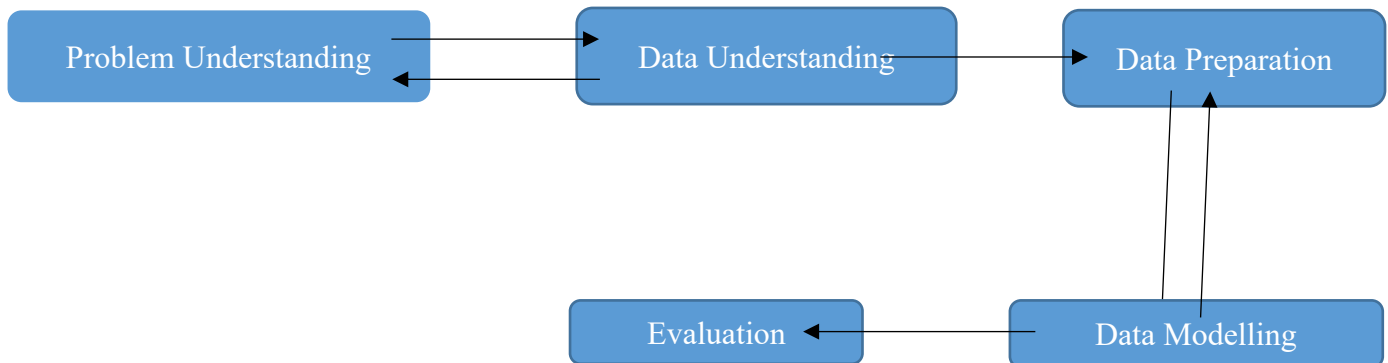 Problem Understanding
Data Understanding
Data Preparation
Evaluation
Data Modelling